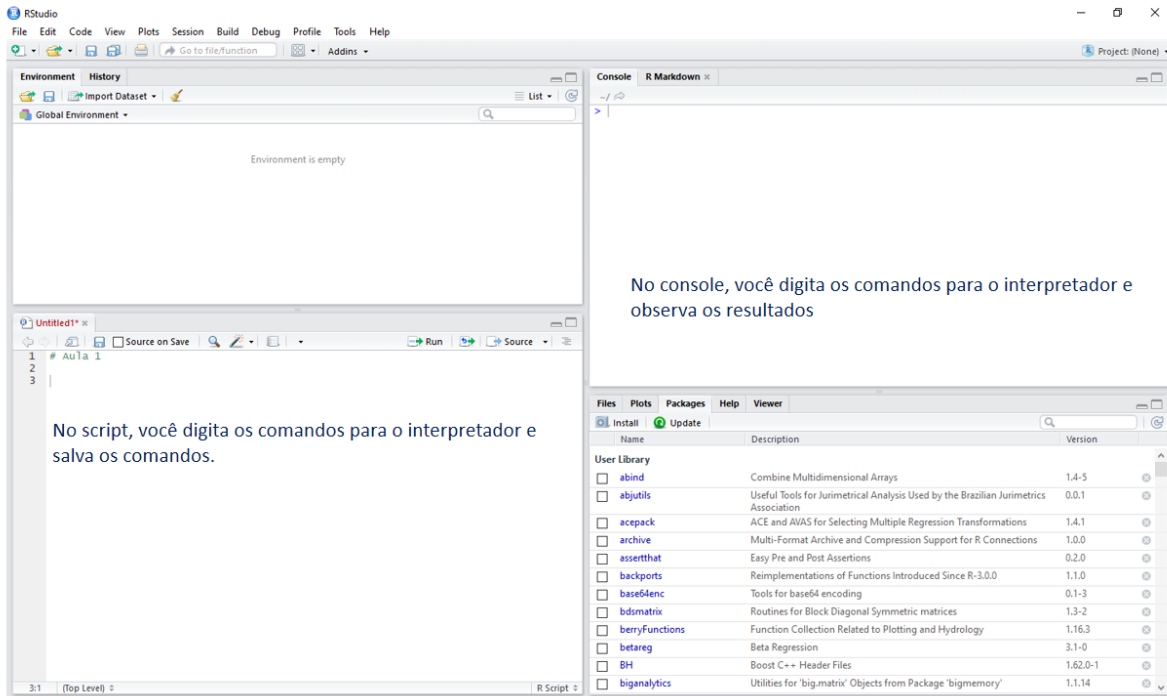 RStudio
File Edit Code View Plots Session Build Debug Profile Tools Help
Go to file/function Addins Project: (None)
Environment History
Import Dataset List
Global Environment
Environment is empty
Untitled1*
Source on Save Run Source
1 # Aula 1
2
3
No script, você digita os comandos para o interpretador e
salva os comandos.
3:1 (Top Level) R Script
Console R Markdown
~/
>
No console, você digita os comandos para o interpretador e
observa os resultados
Files Plots Packages Help Viewer
Install Update
Name Description Version
User Library
abind Combine Multidimensional Arrays 1.4-5
abjutils Useful Tools for Jurimetrical Analysis Used by the Brazilian Jurimetrics 0.0.1
Association
acepack ACE and AVAS for Selecting Multiple Regression Transformations 1.4.1
archive Multi-Format Archive and Compression Support for R Connections 1.0.0
assertthat Easy Pre and Post Assertions 0.2.0
backports Reimplementations of Functions Introduced Since R-3.0.0 1.1.0
base64enc Tools for base64 encoding 0.1-3
bdsmatrix Routines for Block Diagonal Symmetric matrices 1.3-2
berryFunctions Function Collection Related to Plotting and Hydrology 1.16.3
betareg Beta Regression 3.1-0
BH Boost C++ Header Files 1.62.0-1
biganalytics Utilities for 'big.matrix' Objects from Package 'bigmemory' 1.1.14